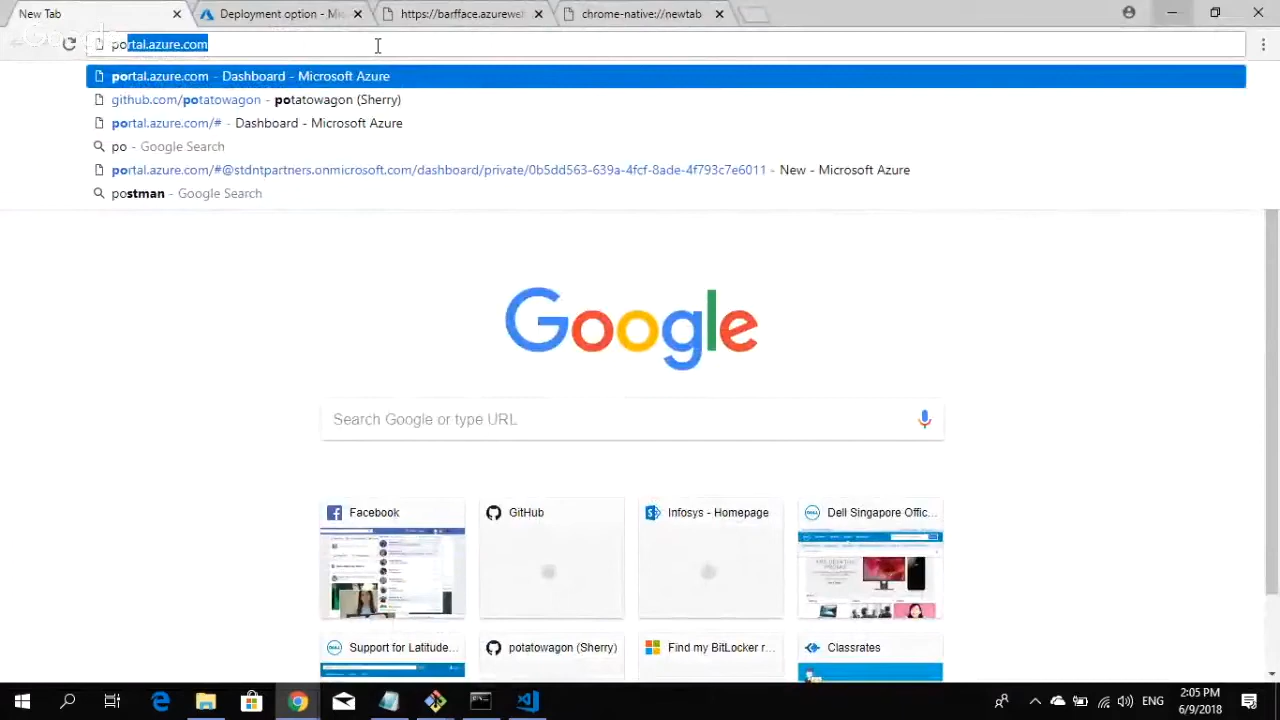 New Tab
Deployment option - Mi
https://barfface.azurewe
chrome-native://newtab
portal.azure.com
portal.azure.com - Dashboard - Microsoft Azure
github.com/potatowagon - potatowagon (Sherry)
portal.azure.com/# - Dashboard - Microsoft Azure
po - Google Search
portal.azure.com/#@stdntpartners.onmicrosoft.com/dashboard/private/0b5dd563-639a-4fcf-8ade-4f793c7e6011 - New - Microsoft Azure
postman - Google Search
Google
Search Google or type URL
Facebook
GitHub
Infosys - Homepage
Dell Singapore Offic...
Support for Latitude...
potatowagon (Sherry)
Find my BitLocker r...
Classrates
ENG
2:05 PM
6/9/2018